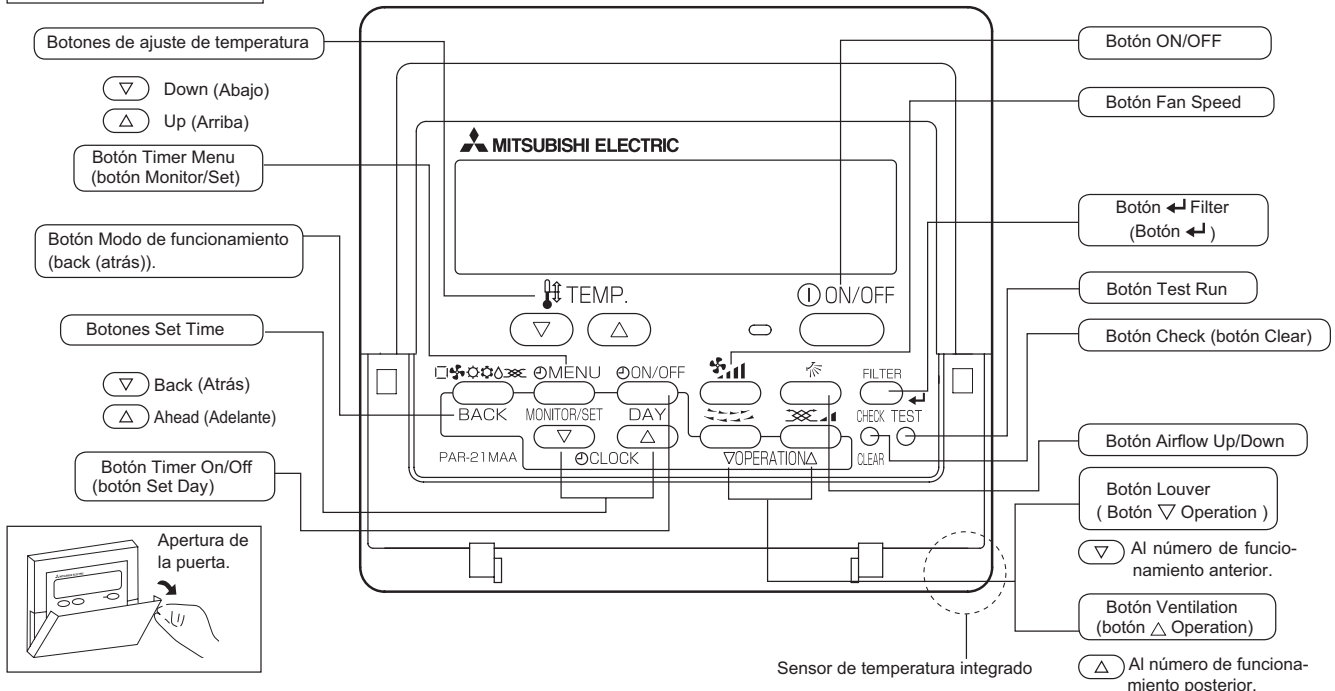 Botones de ajuste de temperatura
▽ Down (Abajo)
△ Up (Arriba)
Botón Timer Menu
(botón Monitor/Set)
Botón Modo de funcionamiento
(back (atrás)).
Botones Set Time
▽ Back (Atrás)
△ Ahead (Adelante)
Botón Timer On/Off
(botón Set Day)
Apertura de
la puerta.
MITSUBISHI ELECTRIC
TEMP.
ON/OFF
▽ △
MENU
ON/OFF
FILTER
BACK
MONITOR/SET
DAY
CHECK TEST
▽ △
PAR-21MAA
CLOCK
▽OPERATION△
CLEAR
Botón ON/OFF
Botón Fan Speed
Botón ↵ Filter
(Botón ↵ )
Botón Test Run
Botón Check (botón Clear)
Botón Airflow Up/Down
Botón Louver
( Botón ▽ Operation )
▽ Al número de funcio-
namiento anterior.
Botón Ventilation
(botón △ Operation)
△ Al número de funciona-
miento posterior.
Sensor de temperatura integrado